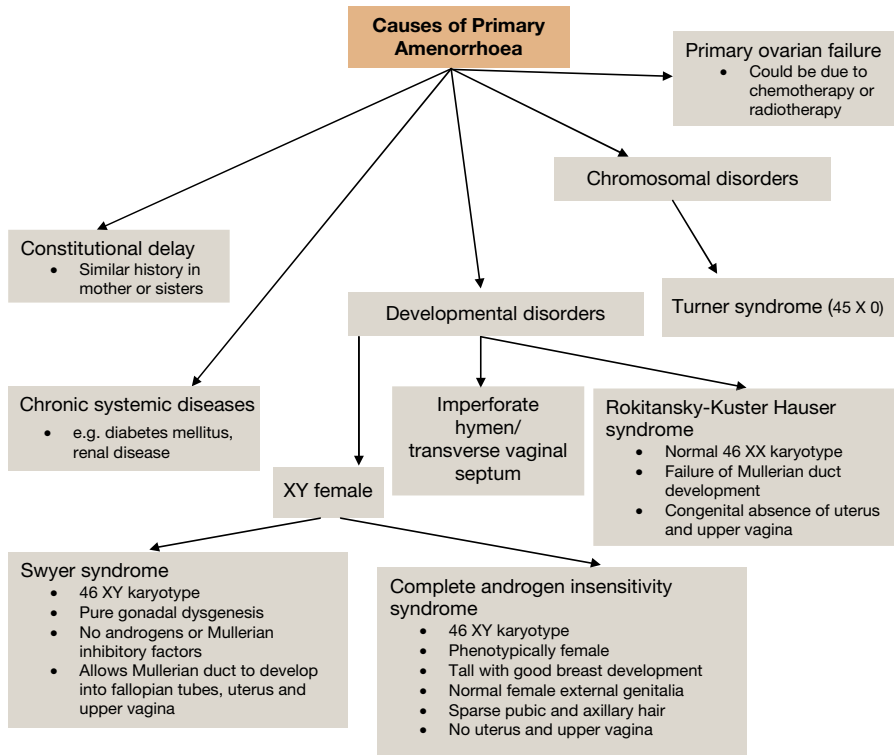 Causes of Primary
Amenorrhoea
Primary ovarian failure
• Could be due to
chemotherapy or
radiotherapy
Chromosomal disorders
Constitutional delay
• Similar history in
mother or sisters
Turner syndrome (45 X 0)
Developmental disorders
Chronic systemic diseases
• e.g. diabetes mellitus,
renal disease
Imperforate
hymen/
transverse vaginal
septum
Rokitansky-Kuster Hauser
syndrome
• Normal 46 XX karyotype
• Failure of Mullerian duct
development
• Congenital absence of uterus
and upper vagina
XY female
Swyer syndrome
• 46 XY karyotype
• Pure gonadal dysgenesis
• No androgens or Mullerian
inhibitory factors
• Allows Mullerian duct to develop
into fallopian tubes, uterus and
upper vagina
Complete androgen insensitivity
syndrome
• 46 XY karyotype
• Phenotypically female
• Tall with good breast development
• Normal female external genitalia
• Sparse pubic and axillary hair
• No uterus and upper vagina